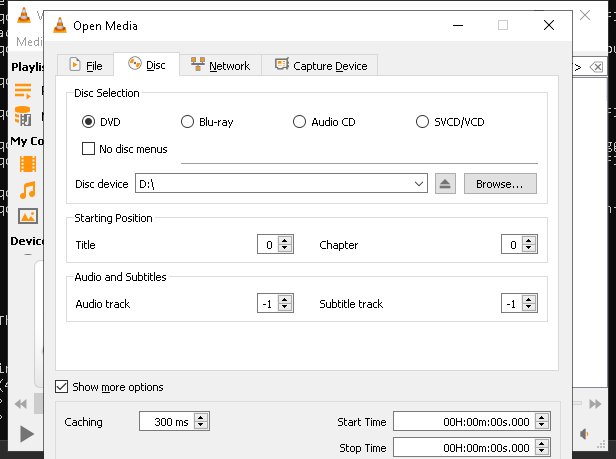 Open Media
Medi
File Disc Network Capture Device
Playlis
Disc Selection
DVD Blu-ray Audio CD SVCD/VCD
No disc menus
My Co
Disc device D:\ Browse...
Starting Position
Title 0 Chapter 0
Device
Audio and Subtitles
Audio track -1 Subtitle track -1
Show more options
Caching 300 ms Start Time 00H:00m:00s.000
Stop Time 00H:00m:00s.000